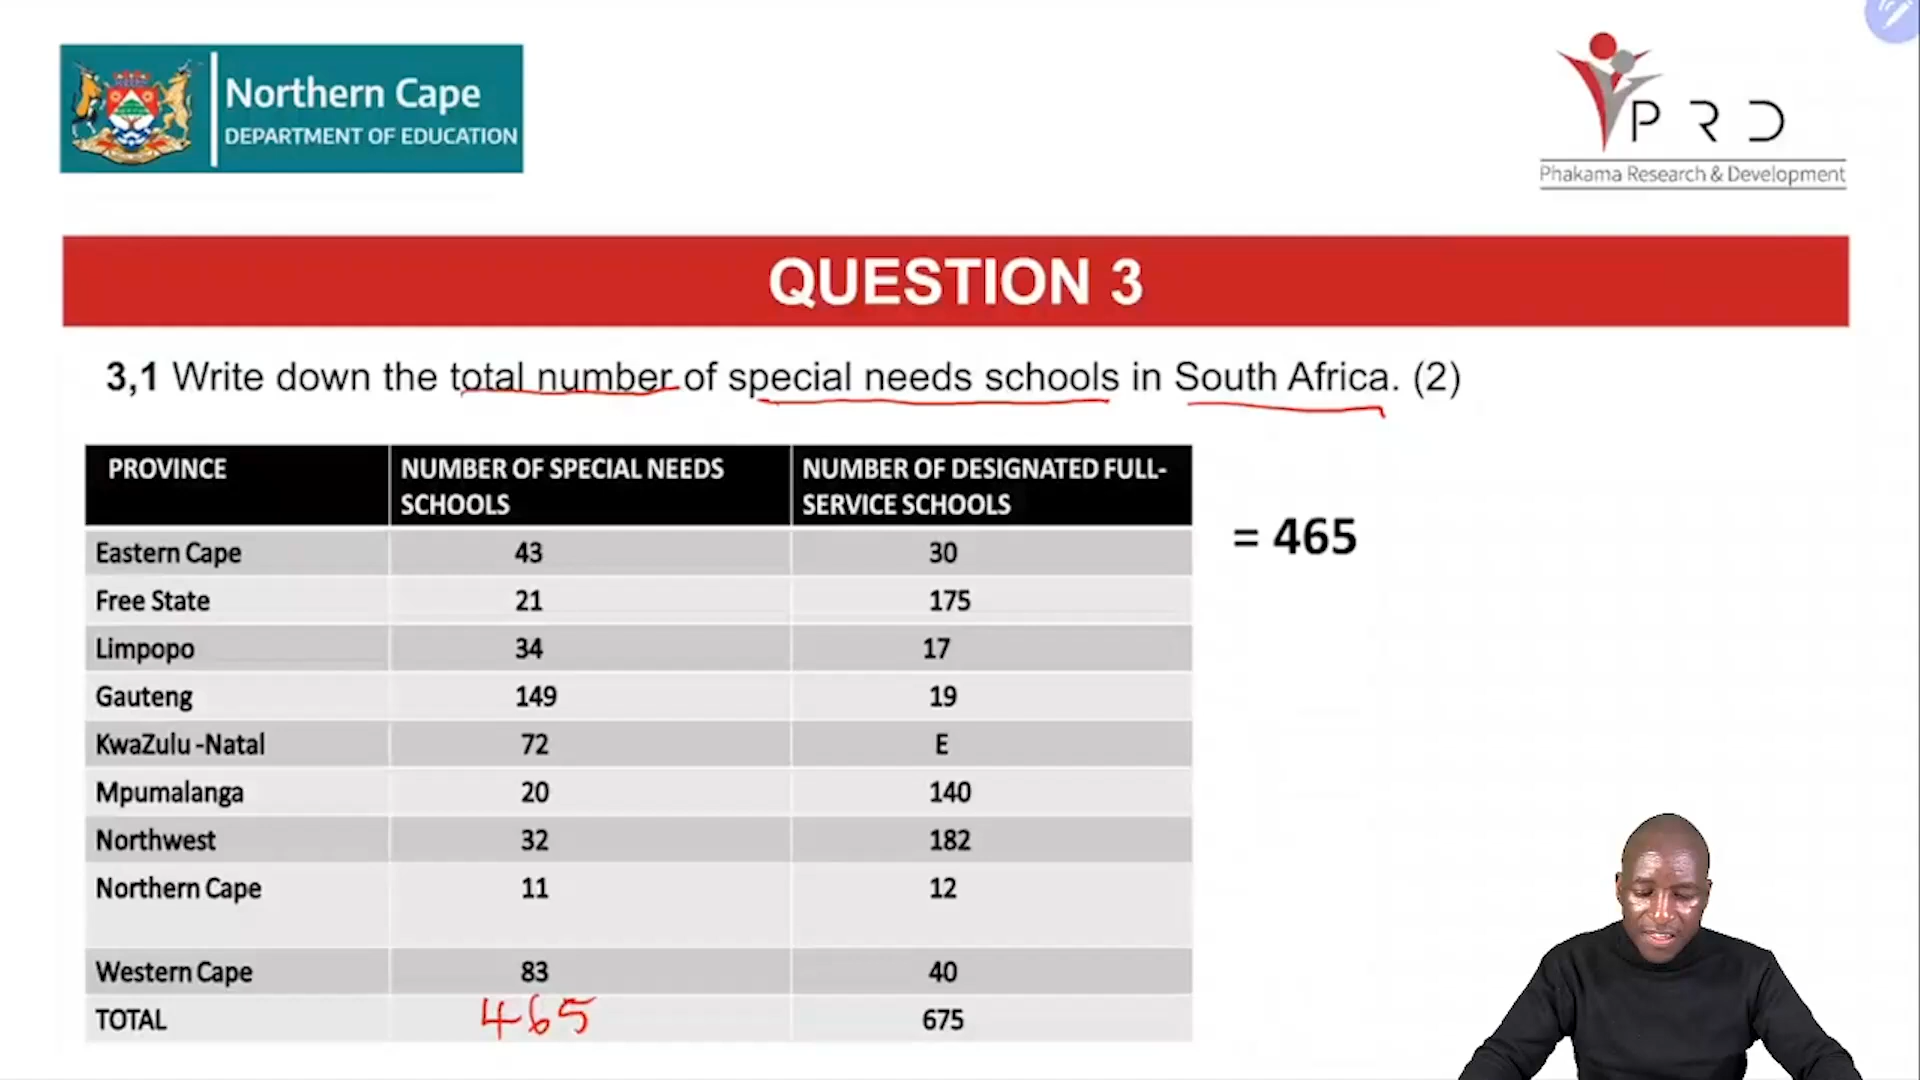 Northern Cape
DEPARTMENT OF EDUCATION
PRD
Phakama Research & Development
QUESTION 3
3,1 Write down the total number of special needs schools in South Africa. (2)
PROVINCE NUMBER OF SPECIAL NEEDS SCHOOLS NUMBER OF DESIGNATED FULL-SERVICE SCHOOLS
= 465
Eastern Cape 43 30
Free State 21 175
Limpopo 34 17
Gauteng 149 19
KwaZulu -Natal 72 E
Mpumalanga 20 140
Northwest 32 182
Northern Cape 11 12
Western Cape 83 40
TOTAL 465 675